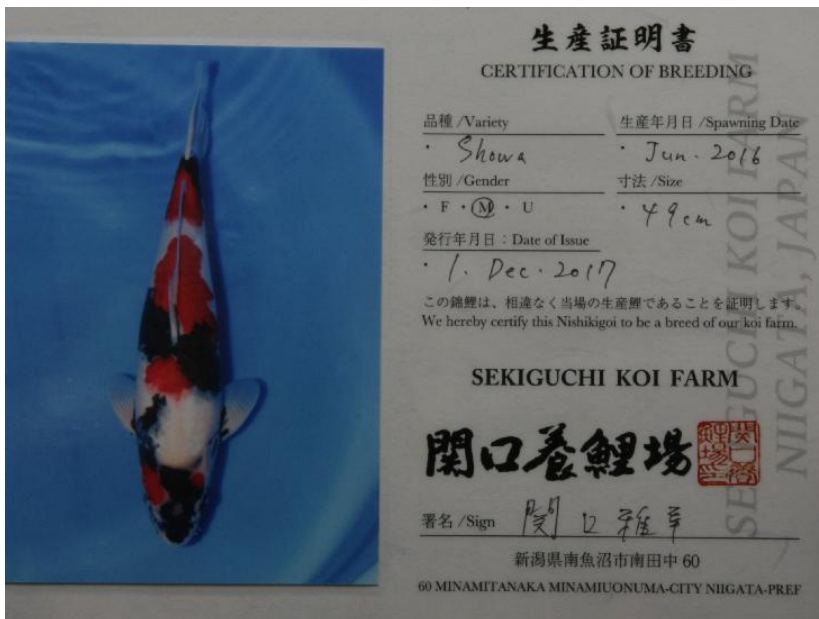 生産証明書
CERTIFICATION OF BREEDING
品種 /Variety
生産年月日 /Spawning Date
・ Showa
・ Jun. 2016
性別 /Gender
寸法 /Size
・ F ・ M ・ U
・ 49cm
発行年月日：Date of Issue
・ 1. Dec. 2017
この錦鯉は、相違なく当場の生産鯉であることを証明します。
We hereby certify this Nishikigoi to be a breed of our koi farm.
SEKIGUCHI KOI FARM
関口養鯉場
署名 /Sign 関口雅
新潟県南魚沼市南田中 60
60 MINAMITANAKA MINAMIUONUMA-CITY NIIGATA-PREF
SEKIGUCHI KOI FARM
NIIGATA, JAPAN